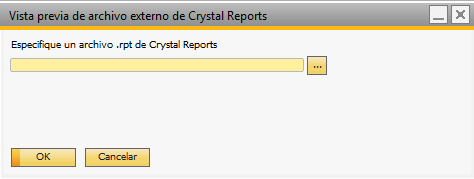 Vista previa de archivo externo de Crystal Reports
Especifique un archivo .rpt de Crystal Reports
...
OK
Cancelar